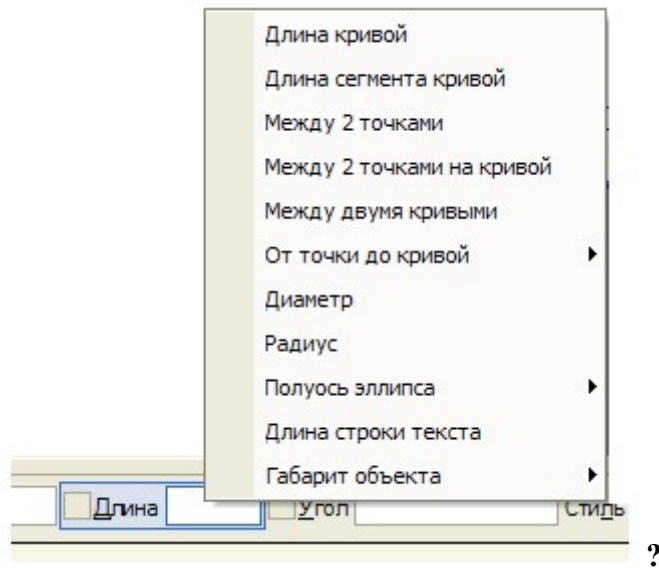 Длина кривой
Длина сегмента кривой
Между 2 точками
Между 2 точками на кривой
Между двумя кривыми
От точки до кривой
Диаметр
Радиус
Полуось эллипса
Длина строки текста
Габарит объекта
Длина Угол Стиль
?